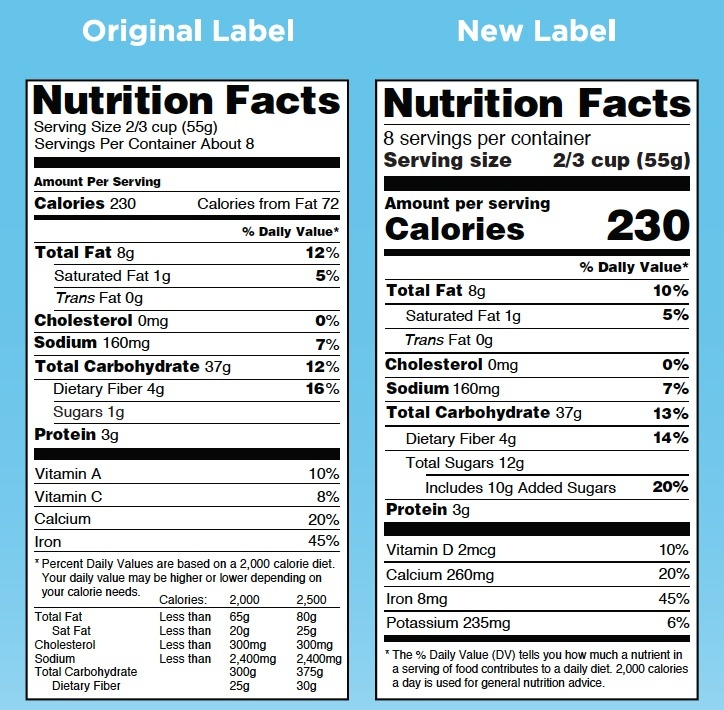 Original Label
Nutrition Facts
Serving Size 2/3 cup (55g)
Servings Per Container About 8
Amount Per Serving
Calories 230 Calories from Fat 72
% Daily Value*
Total Fat 8g 12%
Saturated Fat 1g 5%
Trans Fat 0g
Cholesterol 0mg 0%
Sodium 160mg 7%
Total Carbohydrate 37g 12%
Dietary Fiber 4g 16%
Sugars 1g
Protein 3g
Vitamin A 10%
Vitamin C 8%
Calcium 20%
Iron 45%
* Percent Daily Values are based on a 2,000 calorie diet.
Your daily value may be higher or lower depending on
your calorie needs.
Calories: 2,000 2,500
Total Fat Less than 65g 80g
Sat Fat Less than 20g 25g
Cholesterol Less than 300mg 300mg
Sodium Less than 2,400mg 2,400mg
Total Carbohydrate 300g 375g
Dietary Fiber 25g 30g
New Label
Nutrition Facts
8 servings per container
Serving size 2/3 cup (55g)
Amount per serving
Calories 230
% Daily Value*
Total Fat 8g 10%
Saturated Fat 1g 5%
Trans Fat 0g
Cholesterol 0mg 0%
Sodium 160mg 7%
Total Carbohydrate 37g 13%
Dietary Fiber 4g 14%
Total Sugars 12g
Includes 10g Added Sugars 20%
Protein 3g
Vitamin D 2mcg 10%
Calcium 260mg 20%
Iron 8mg 45%
Potassium 235mg 6%
* The % Daily Value (DV) tells you how much a nutrient in
a serving of food contributes to a daily diet. 2,000 calories
a day is used for general nutrition advice.